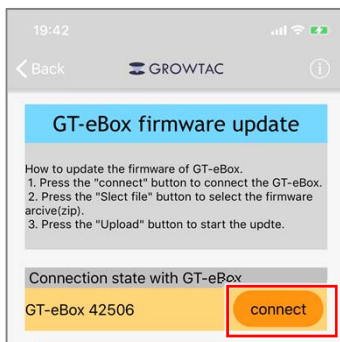 19:42
Back
GROWTAC
GT-eBox firmware update
How to update the firmware of GT-eBox.
1. Press the "connect" button to connect the GT-eBox.
2. Press the "Slect file" button to select the firmware
arcive(zip).
3. Press the "Upload" button to start the updte.
Connection state with GT-eBox
GT-eBox 42506
connect